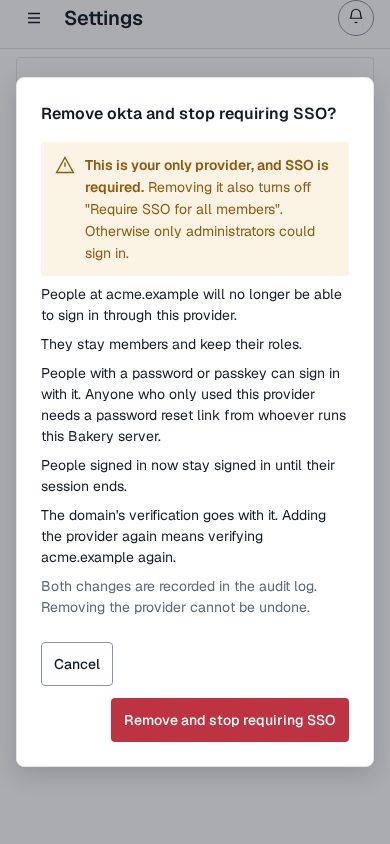 Settings
Remove okta and stop requiring SSO?
This is your only provider, and SSO is
required. Removing it also turns off
"Require SSO for all members".
Otherwise only administrators could
sign in.
People at acme.example will no longer be able
to sign in through this provider.
They stay members and keep their roles.
People with a password or passkey can sign in
with it. Anyone who only used this provider
needs a password reset link from whoever runs
this Bakery server.
People signed in now stay signed in until their
session ends.
The domain's verification goes with it. Adding
the provider again means verifying
acme.example again.
Both changes are recorded in the audit log.
Removing the provider cannot be undone.
Cancel
Remove and stop requiring SSO